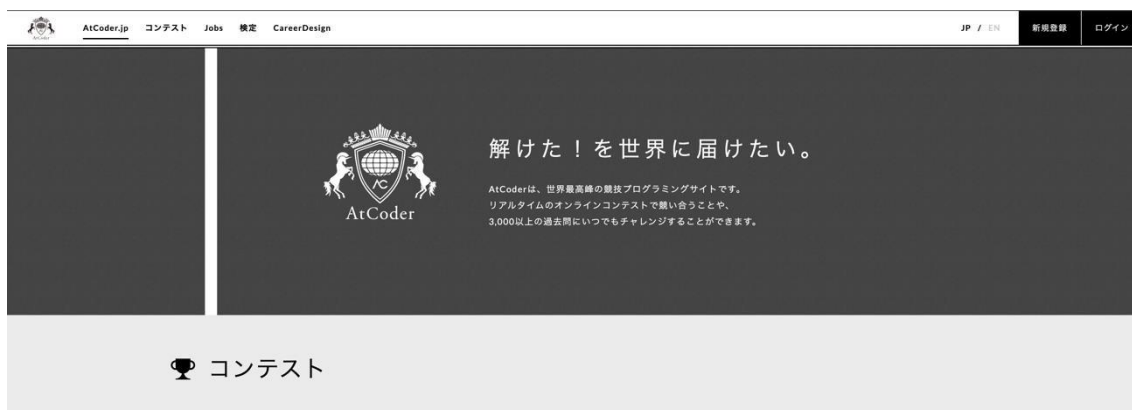 AtCoder
AtCoder.jp コンテスト Jobs 検定 CareerDesign JP / EN 新規登録 ログイン
解けた！を世界に届けたい。
AtCoderは、世界最高峰の競技プログラミングサイトです。
リアルタイムのオンラインコンテストで競い合うことや、
3,000以上の過去問にいつでもチャレンジすることができます。
AC
AtCoder
コンテスト